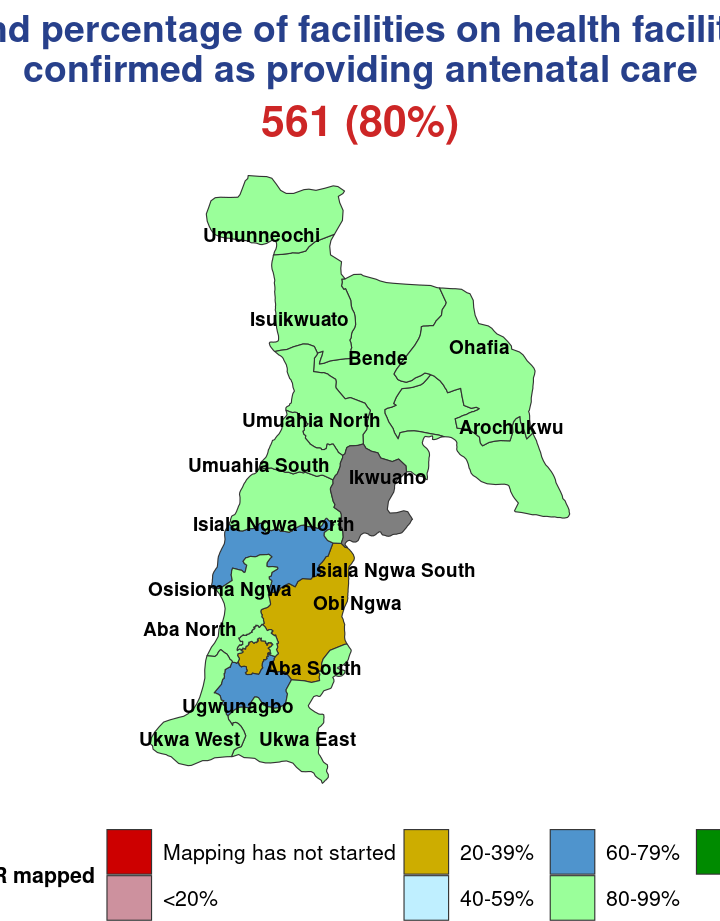 percentage of facilities on health
confirmed as providing antenatal care
561 (80%)
Umunneochi
Isuikwuato
Ohafia
Bende
Umuahia North
Arochukwu
Umuahia South
Ikwuano
Isiala Ngwa North
Isiala Ngwa South
Osisioma Ngwa
Obi Ngwa
Aba North
Aba South
Ugwunagbo
Ukwa West
Ukwa East
mapped
Mapping has not started
20-39%
60-79%
<20%
40-59%
80-99%